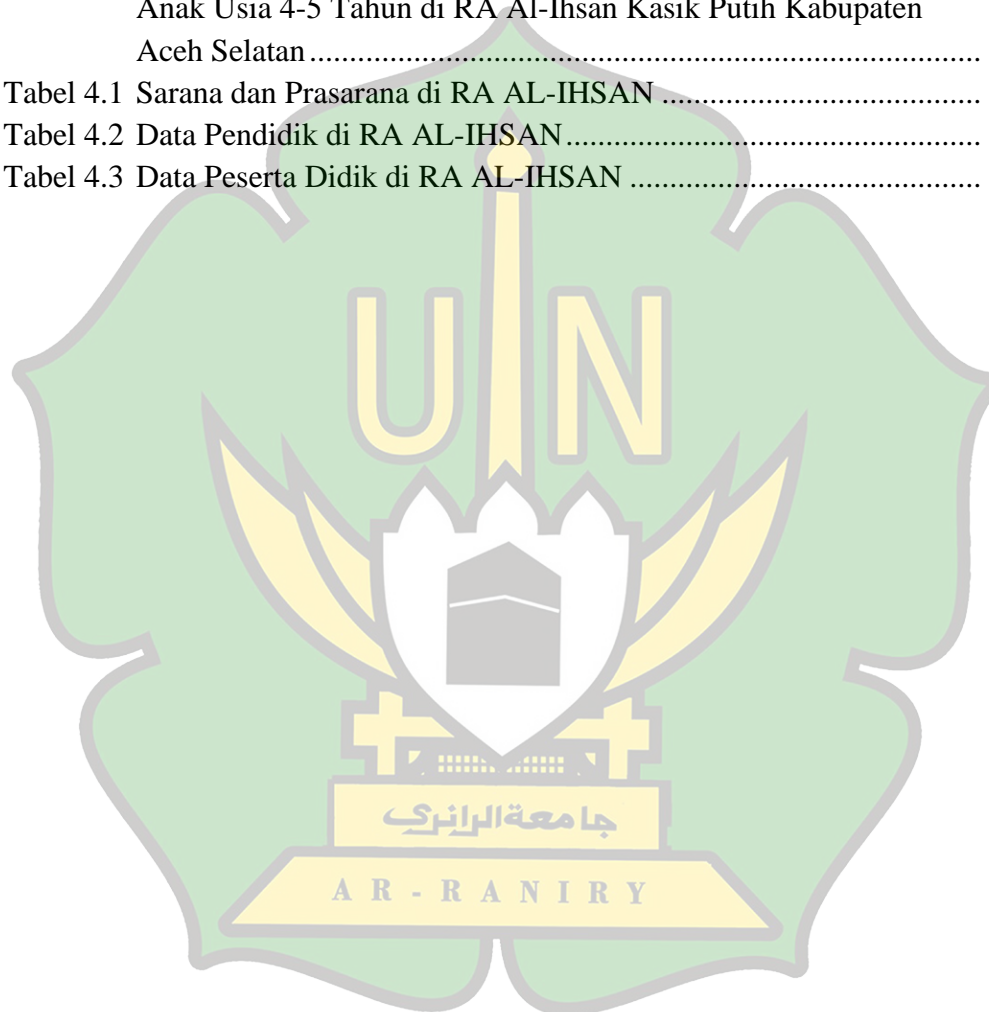 Anak Usia 4-5 Tahun di RA Al-Ihsan Kasik Putih Kabupaten
Aceh Selatan ...............................................................................................
Tabel 4.1 Sarana dan Prasarana di RA AL-IHSAN .............................................
Tabel 4.2 Data Pendidik di RA AL-IHSAN ...........................................................
Tabel 4.3 Data Peserta Didik di RA AL-IHSAN .................................................
UIN
جامعةالرانري
AR-RANIRY